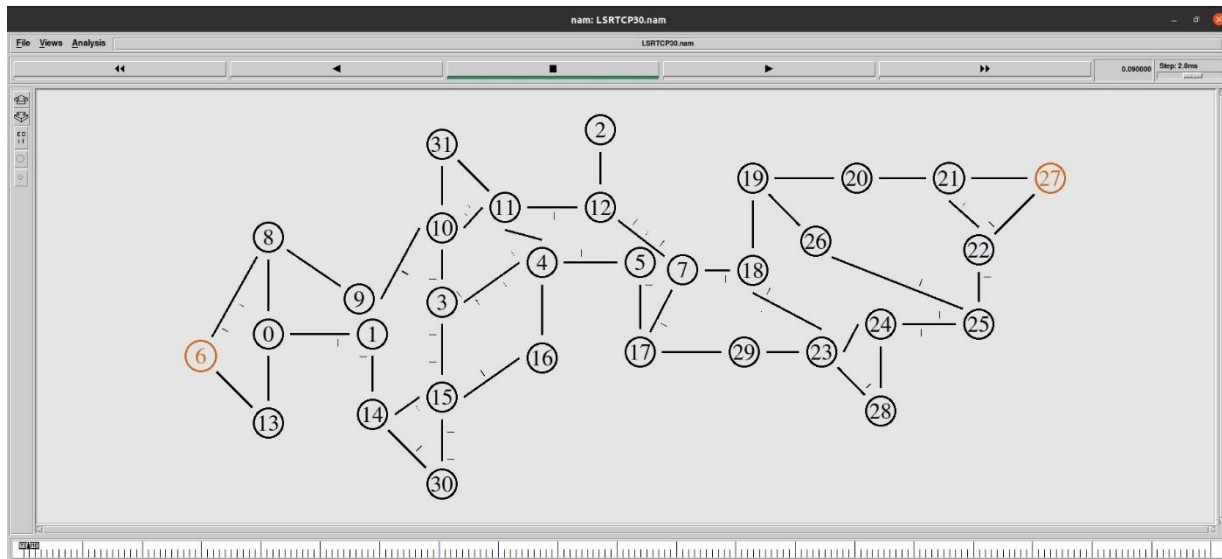 nam: LSRTCP30.nam
File Views Analysis LSRTCP30.nam
0.090000 Step: 2.0ms
ED
IT
2
31
19 20 21 27
11 12
10
8 26 22
4 5 7 18
9 3
0 1 24 25
6 16 17 29 23
15
13 14 28
30